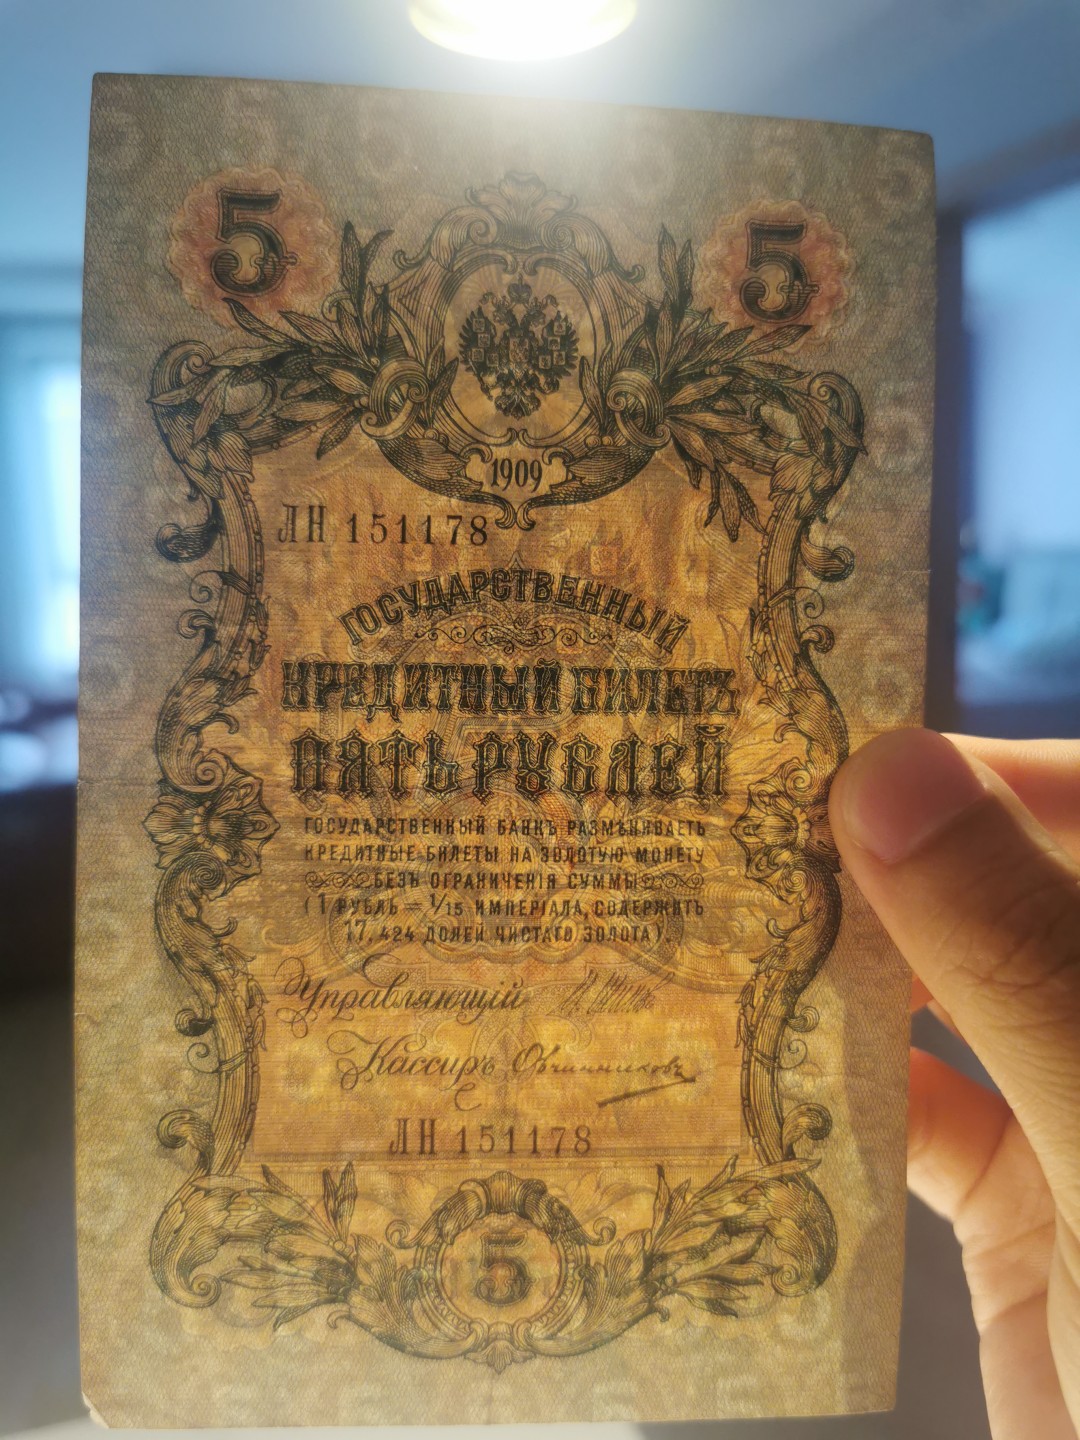 5 5
1909
ЛН 151178
ГОСУДАРСТВЕННЫЙ
КРЕДИТНЫЙ БИЛЕТЪ
ПЯТЬ РУБЛЕЙ
ГОСУДАРСТВЕННЫЙ БАНКЪ РАЗМѢНИВАЕТЪ
КРЕДИТНЫЕ БИЛЕТЫ НА ЗОЛОТУЮ МОНЕТУ
БЕЗЪ ОГРАНИЧЕНІЯ СУММЫ
(1 РУБЛЬ = 1/15 ИМПЕРІАЛА, СОДЕРЖИТЪ
17,424 ДОЛЕЙ ЧИСТАГО ЗОЛОТА).
Управляющій
Кассиръ Овчинниковъ
ЛН 151178
5